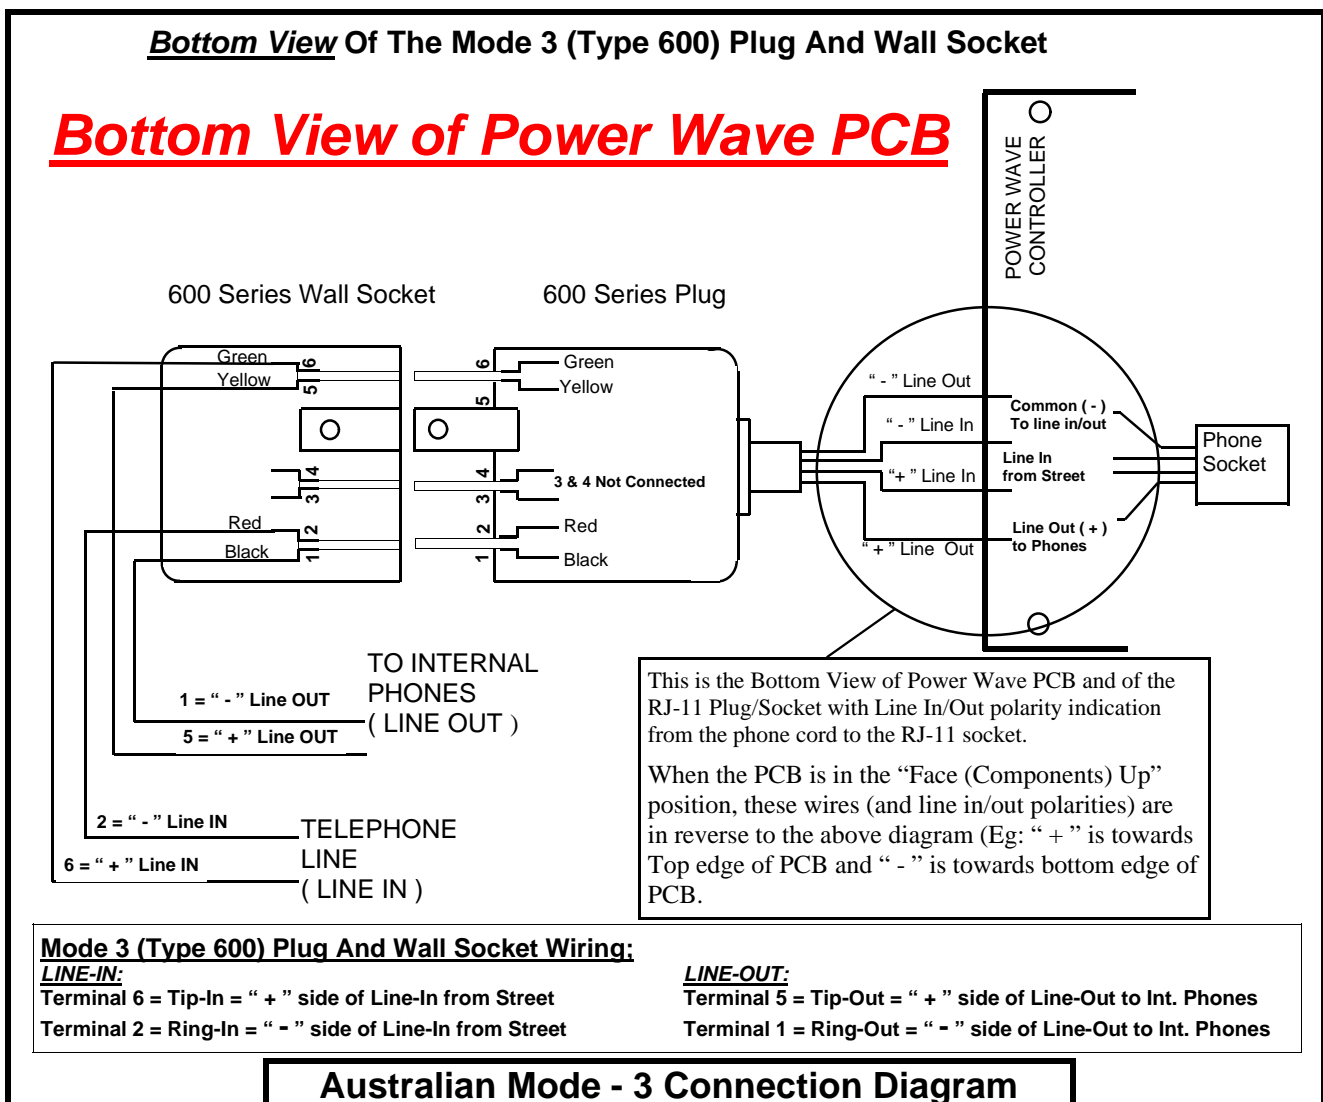 Bottom View Of The Mode 3 (Type 600) Plug And Wall Socket
Bottom View of Power Wave PCB
POWER WAVE
CONTROLLER
600 Series Wall Socket
600 Series Plug
Green
Yellow
6
5
4
3
Red
Black
2
1
6
5
4
3
2
1
Green
Yellow
3 & 4 Not Connected
Red
Black
“ - ” Line Out
“ - ” Line In
“+ ” Line In
“ + ” Line Out
Common ( - )
To line in/out
Line In
from Street
Line Out ( + )
to Phones
Phone
Socket
TO INTERNAL
PHONES
( LINE OUT )
1 = “ - ” Line OUT
5 = “ + ” Line OUT
2 = “ - ” Line IN
6 = “ + ” Line IN
TELEPHONE
LINE
( LINE IN )
This is the Bottom View of Power Wave PCB and of the
RJ-11 Plug/Socket with Line In/Out polarity indication
from the phone cord to the RJ-11 socket.
When the PCB is in the “Face (Components) Up”
position, these wires (and line in/out polarities) are
in reverse to the above diagram (Eg: “ + ” is towards
Top edge of PCB and “ - ” is towards bottom edge of
PCB.
Mode 3 (Type 600) Plug And Wall Socket Wiring;
LINE-IN:
Terminal 6 = Tip-In = “ + ” side of Line-In from Street
Terminal 2 = Ring-In = “ - ” side of Line-In from Street
LINE-OUT:
Terminal 5 = Tip-Out = “ + ” side of Line-Out to Int. Phones
Terminal 1 = Ring-Out = “ - ” side of Line-Out to Int. Phones
Australian Mode - 3 Connection Diagram